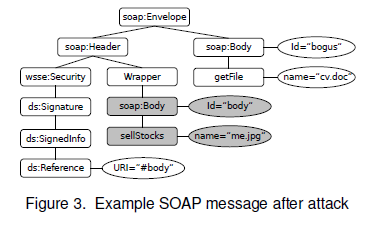 soap:Envelope
soap:Header
soap:Body
Id="bogus"
wsse:Security
Wrapper
getFile
name="cv.doc"
ds:Signature
soap:Body
Id="body"
ds:SignedInfo
sellStocks
name="me.jpg"
ds:Reference
URI="#body"
Figure 3. Example SOAP message after attack